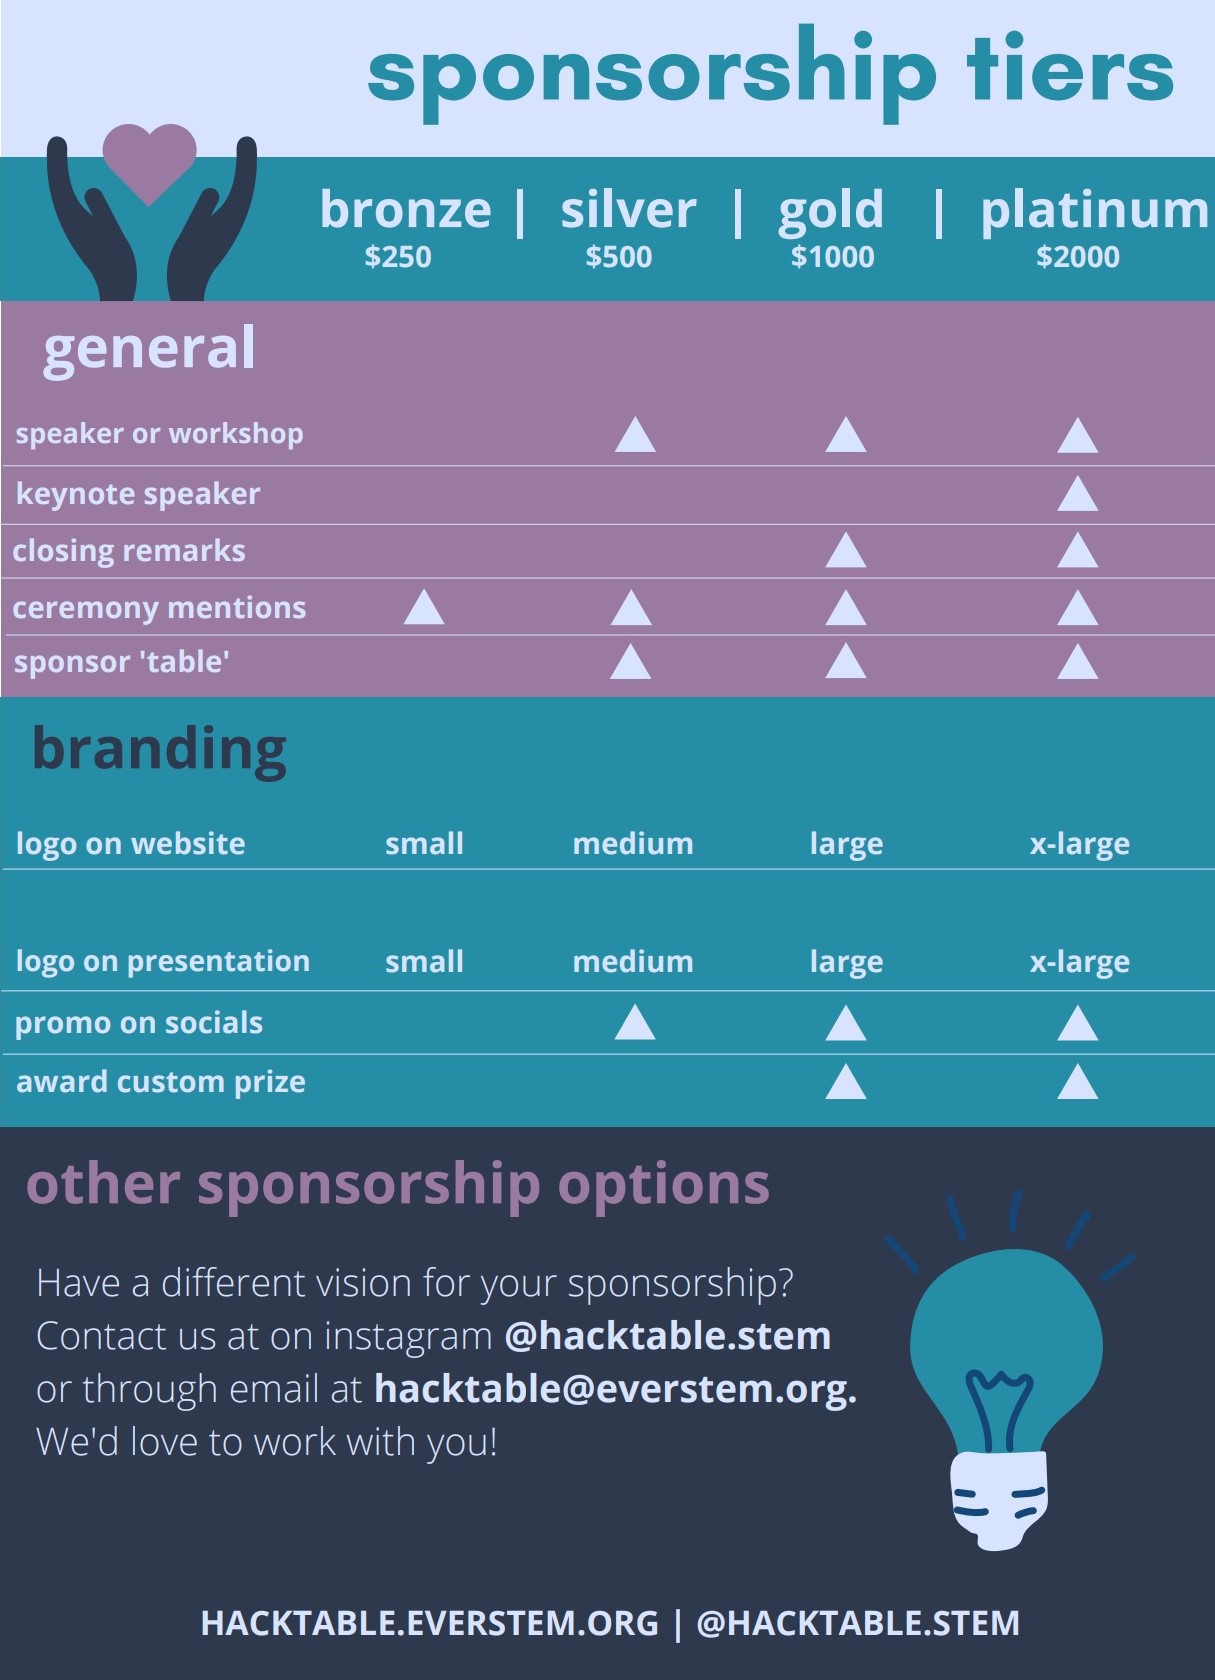 sponsorship tiers
bronze | silver | gold | platinum
$250 $500 $1000 $2000
general
speaker or workshop
keynote speaker
closing remarks
ceremony mentions
sponsor 'table'
branding
logo on website small medium large x-large
logo on presentation small medium large x-large
promo on socials
award custom prize
other sponsorship options
Have a different vision for your sponsorship?
Contact us at on instagram @hacktable.stem
or through email at hacktable@everstem.org.
We'd love to work with you!
HACKTABLE.EVERSTEM.ORG | @HACKTABLE.STEM